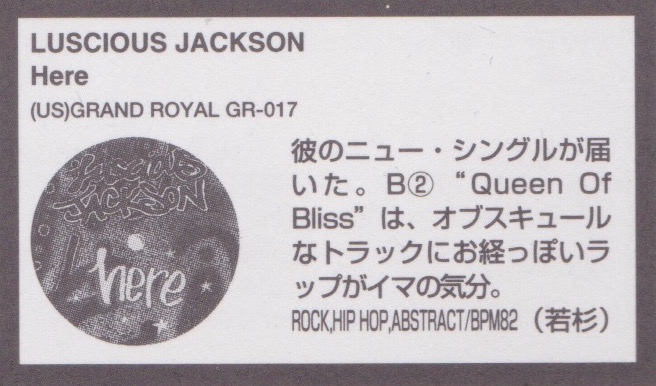 LUSCIOUS JACKSON
Here
(US)GRAND ROYAL GR-017
Luscious
JACKSON
here
彼のニュー・シングルが届
いた。B② “Queen Of
Bliss”は、オブスキュール
なトラックにお経っぽいラ
ップがイマの気分。
ROCK,HIP HOP,ABSTRACT/BPM82（若杉）